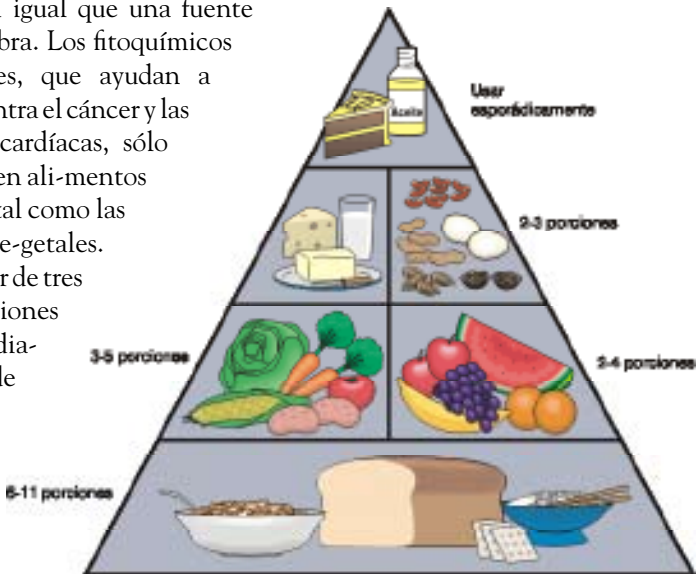 igual que una fuente
bra. Los fitoquímicos
es, que ayudan a
ntra el cáncer y las
cardíacas, sólo
en ali-mentos
tal como las
e-getales.
r de tres
iones
dia-
le
Aceite
Usar
esporádicamente
2-3 porciones
3-5 porciones
2-4 porciones
6-11 porciones